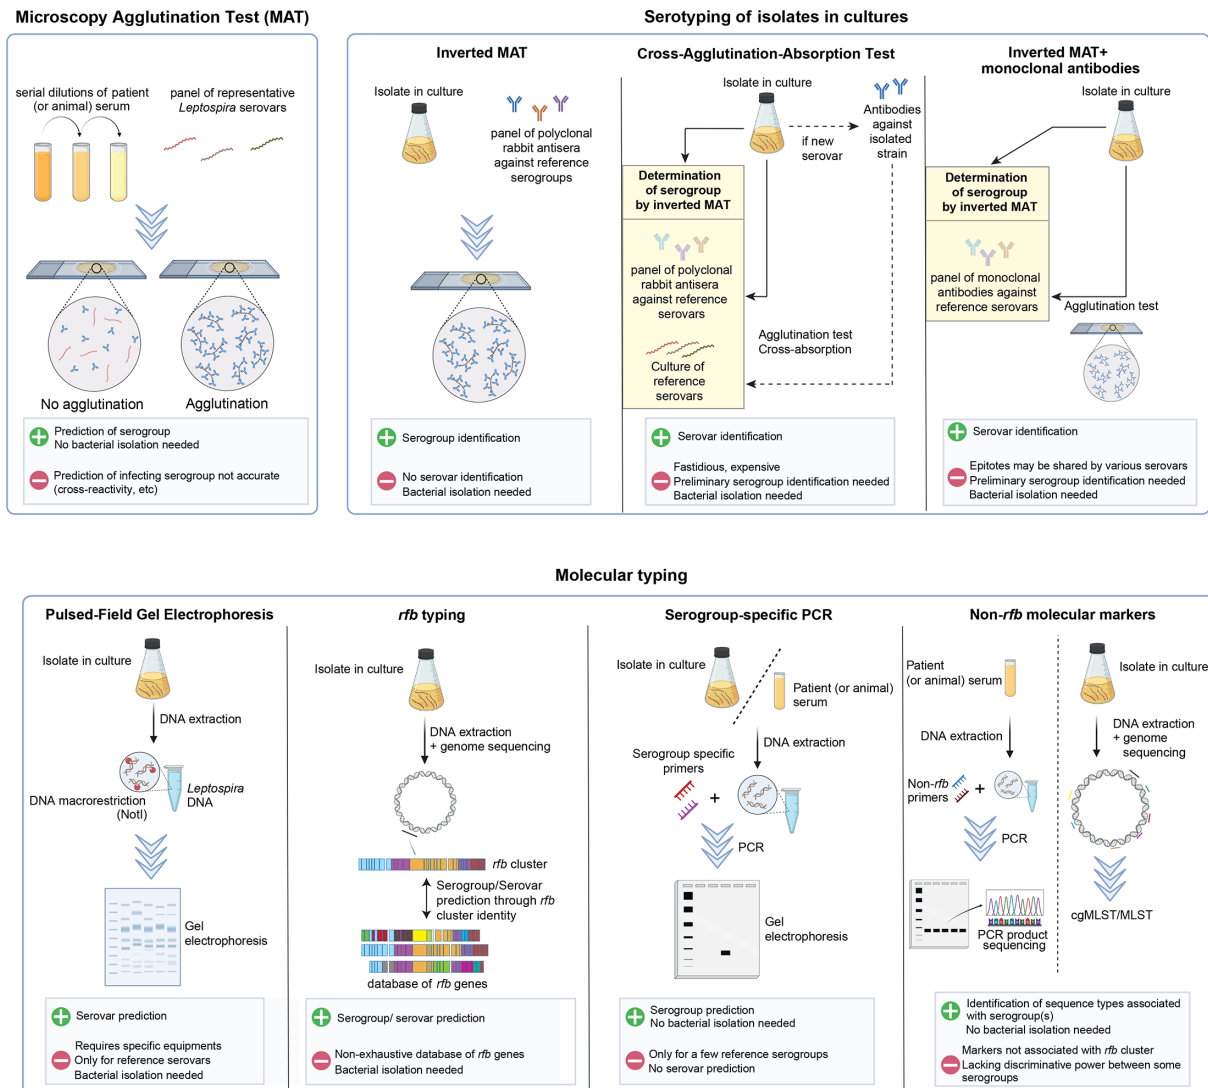 Microscopy Agglutination Test (MAT)
serial dilutions of patient
(or animal) serum
panel of representative
Leptospira serovars
No agglutination
Agglutination
Prediction of serogroup
No bacterial isolation needed
Prediction of infecting serogroup not accurate
(cross-reactivity, etc)
Serotyping of isolates in cultures
Inverted MAT
Isolate in culture
panel of polyclonal
rabbit antisera
against reference
serogroups
Serogroup identification
No serovar identification
Bacterial isolation needed
Cross-Agglutination-Absorption Test
Isolate in culture
if new
serovar
Antibodies
against
isolated
strain
Determination
of serogroup
by inverted MAT
panel of polyclonal
rabbit antisera
against reference
serovars
Agglutination test
Cross-absorption
Culture of
reference
serovars
Serovar identification
Fastidious, expensive
Preliminary serogroup identification needed
Bacterial isolation needed
Inverted MAT+
monoclonal antibodies
Isolate in culture
Determination
of serogroup
by inverted MAT
panel of monoclonal
antibodies against
reference serovars
Agglutination test
Serovar identification
Epitotes may be shared by various serovars
Preliminary serogroup identification needed
Bacterial isolation needed
Molecular typing
Pulsed-Field Gel Electrophoresis
Isolate in culture
DNA extraction
Leptospira
DNA
DNA macrorestriction
(NotI)
Gel
electrophoresis
Serovar prediction
Requires specific equipments
Only for reference serovars
Bacterial isolation needed
rfb typing
Isolate in culture
DNA extraction
+ genome sequencing
rfb cluster
Serogroup/Serovar
prediction through rfb
cluster identity
database of rfb genes
Serogroup/ serovar prediction
Non-exhaustive database of rfb genes
Bacterial isolation needed
Serogroup-specific PCR
Isolate in culture
Patient (or animal)
serum
DNA extraction
Serogroup specific
primers
+
PCR
Gel
electrophoresis
Serogroup prediction
No bacterial isolation needed
Only for a few reference serogroups
No serovar prediction
Non-rfb molecular markers
Patient
(or animal) serum
DNA extraction
Non-rfb
primers
+
PCR
PCR product
sequencing
Isolate in culture
DNA extraction
+ genome
sequencing
cgMLST/MLST
Identification of sequence types associated
with serogroup(s)
No bacterial isolation needed
Markers not associated with rfb cluster
Lacking discriminative power between some
serogroups